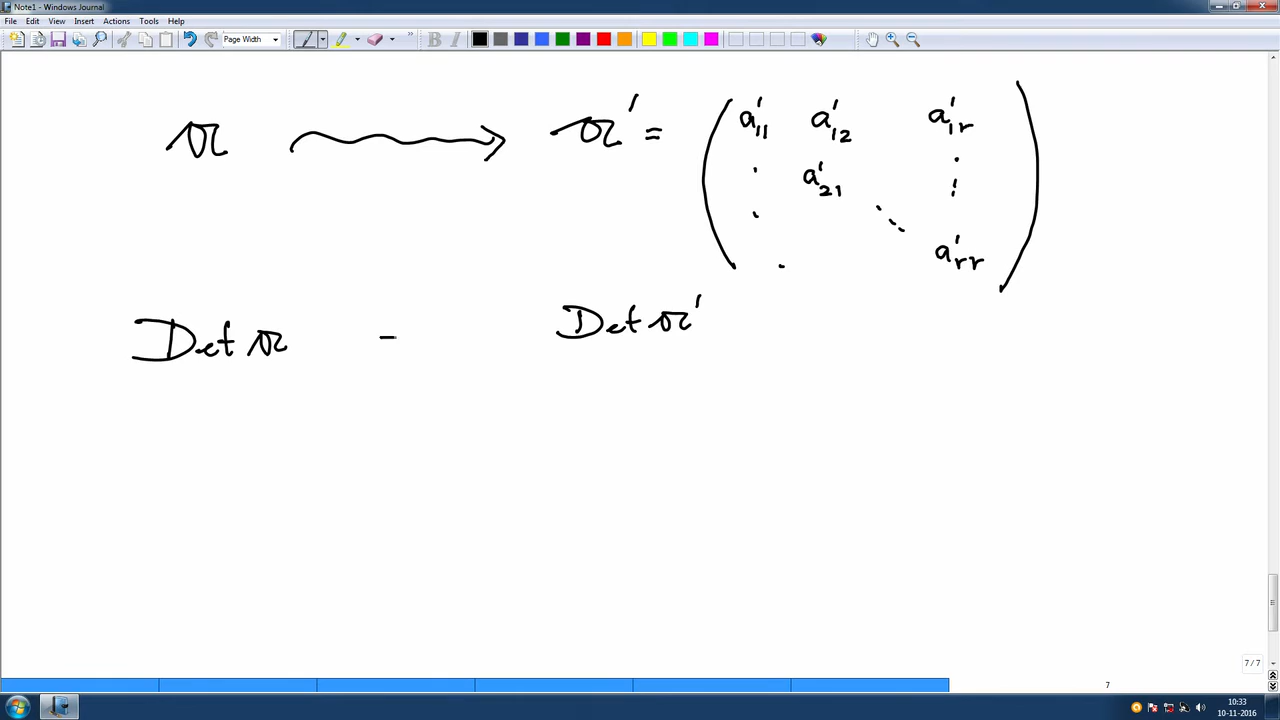 Note1 - Windows Journal
File Edit View Insert Actions Tools Help
Page Width
B I
𝔄 → 𝔄' = ( a'11 a'12 a'1r
. a'21 .
. ⋱ ⋮
. a'rr )
Det 𝔄 - Det 𝔄'
7 / 7
7
10:33
10-11-2016